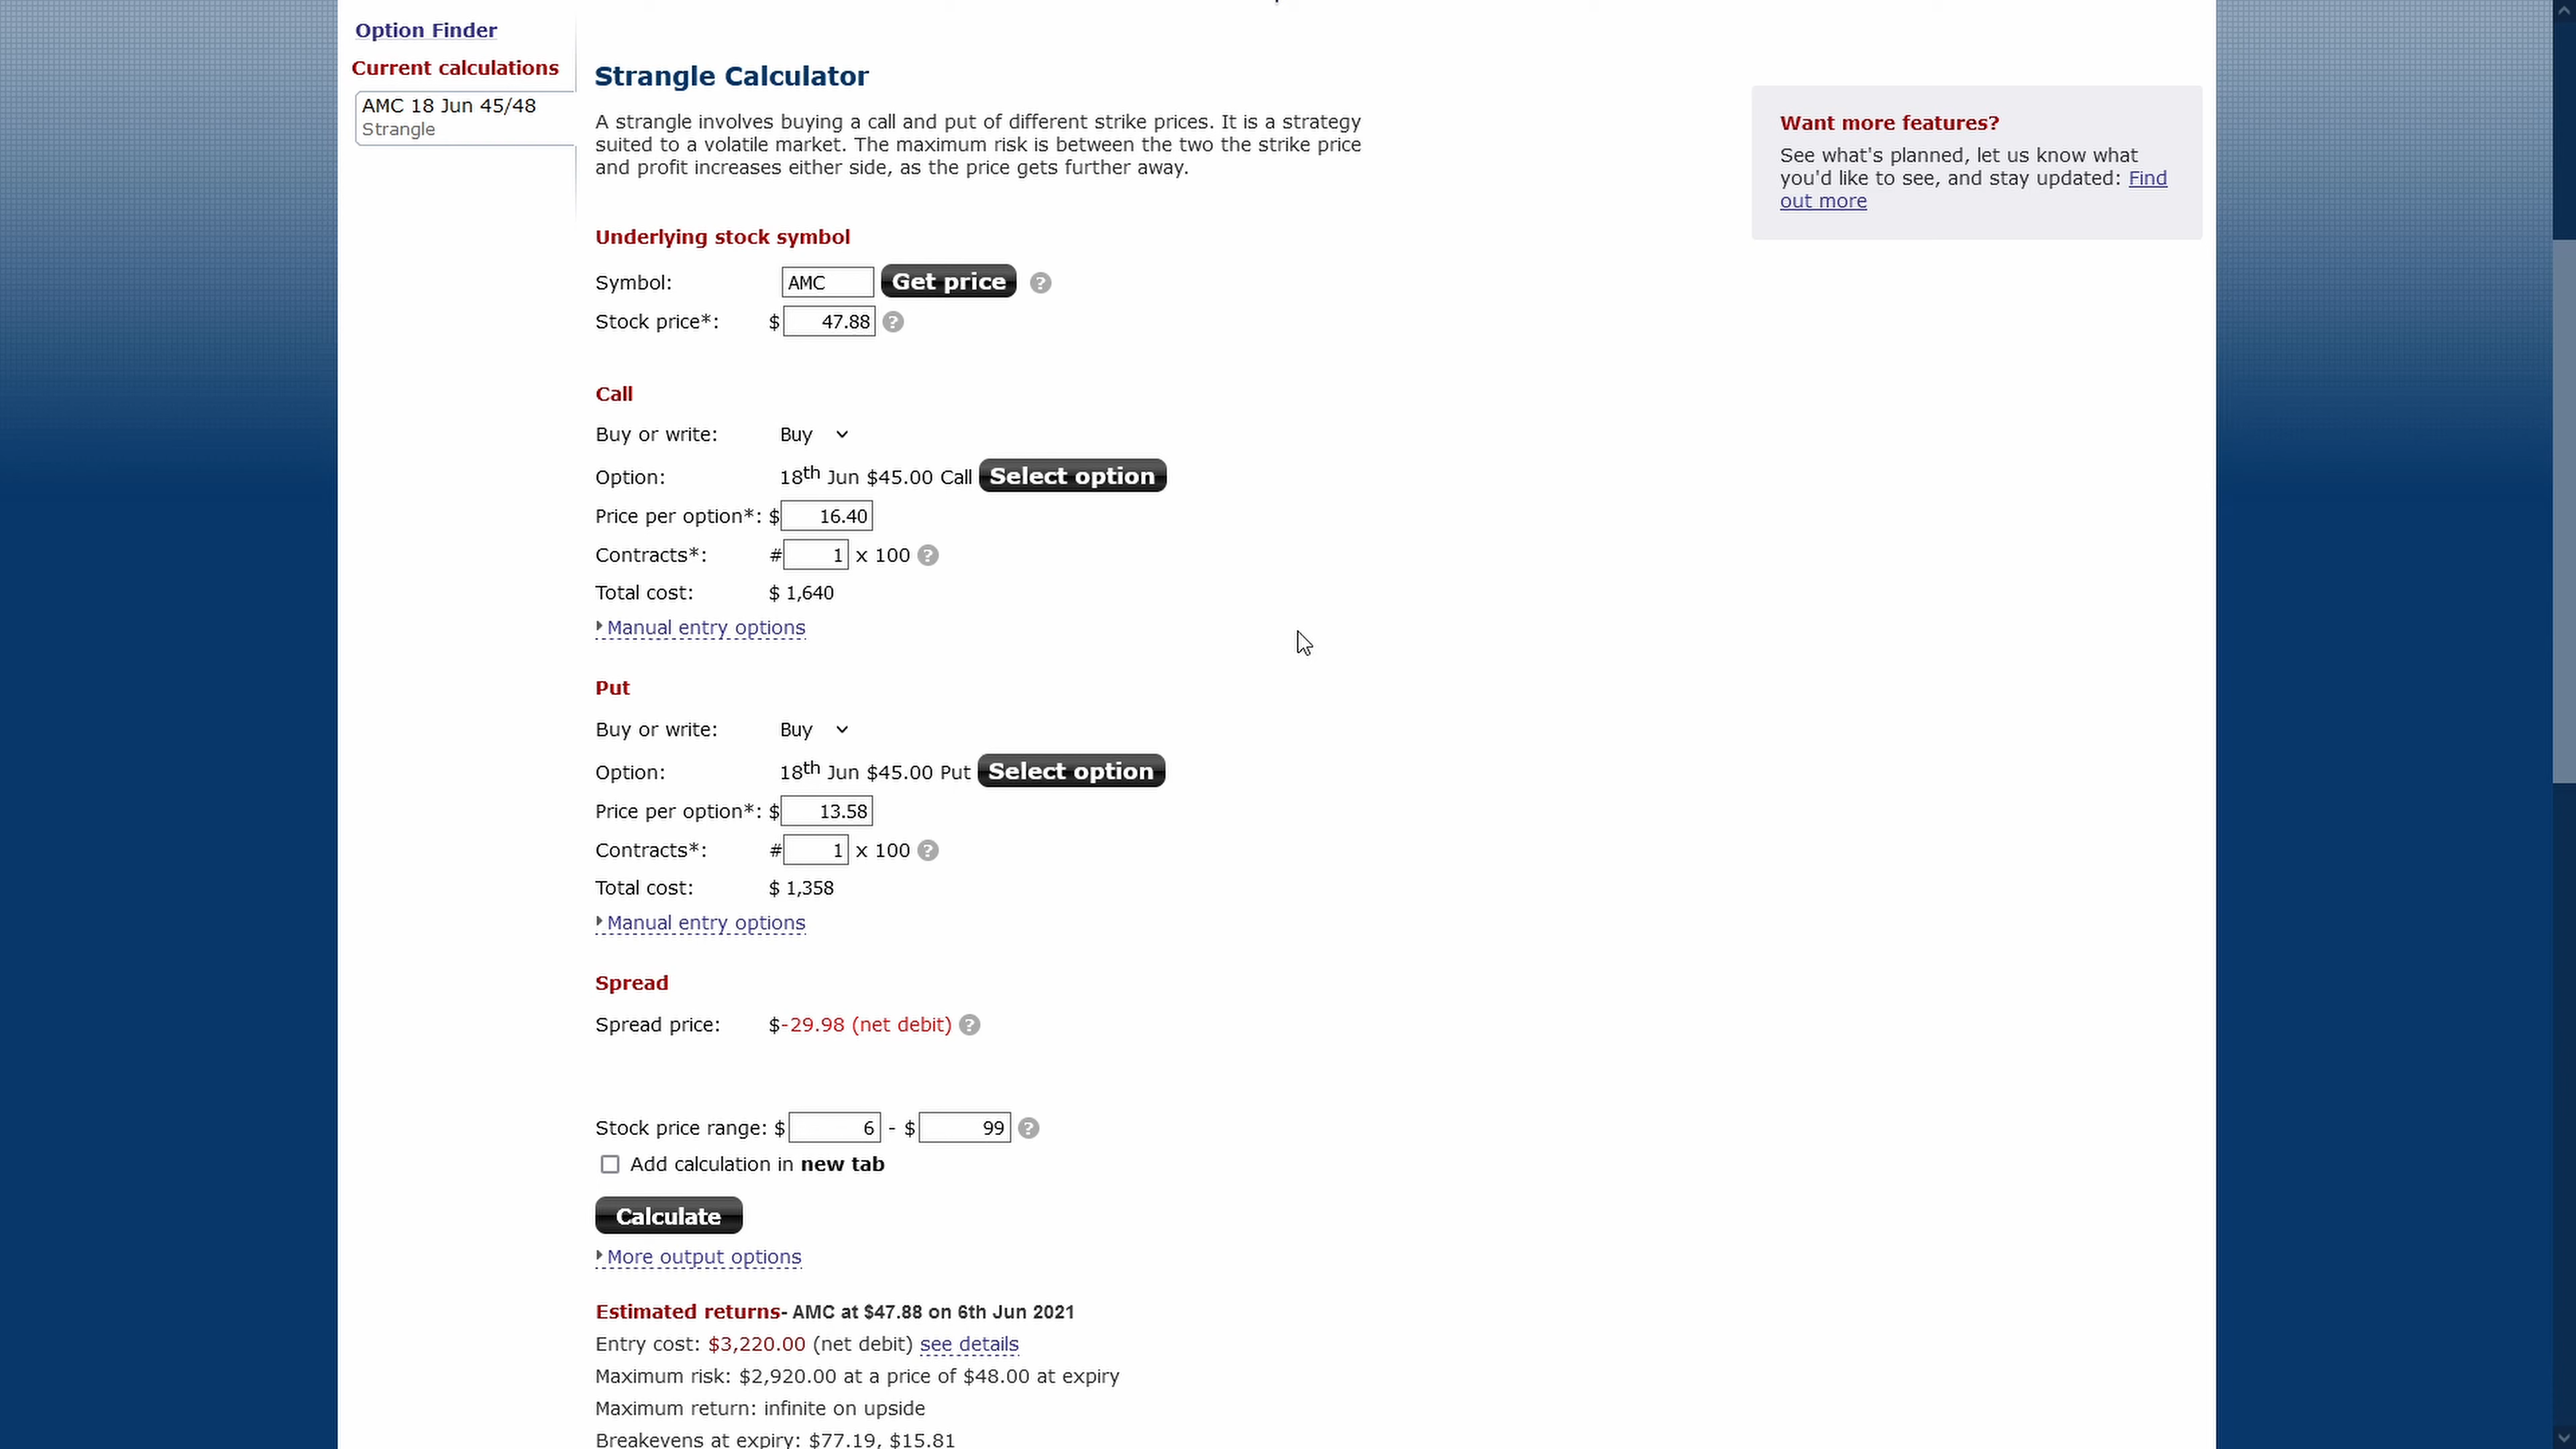 Option Finder
Current calculations
AMC 18 Jun 45/48
Strangle
Strangle Calculator
A strangle involves buying a call and put of different strike prices. It is a strategy
suited to a volatile market. The maximum risk is between the two the strike price
and profit increases either side, as the price gets further away.
Want more features?
See what's planned, let us know what
you'd like to see, and stay updated: Find
out more
Underlying stock symbol
Symbol: AMC Get price ?
Stock price*: $ 47.88 ?
Call
Buy or write: Buy
Option: 18th Jun $45.00 Call Select option
Price per option*: $ 16.40
Contracts*: # 1 x 100 ?
Total cost: $ 1,640
Manual entry options
Put
Buy or write: Buy
Option: 18th Jun $45.00 Put Select option
Price per option*: $ 13.58
Contracts*: # 1 x 100 ?
Total cost: $ 1,358
Manual entry options
Spread
Spread price: $-29.98 (net debit) ?
Stock price range: $ 6 - $ 99 ?
Add calculation in new tab
Calculate
More output options
Estimated returns- AMC at $47.88 on 6th Jun 2021
Entry cost: $3,220.00 (net debit) see details
Maximum risk: $2,920.00 at a price of $48.00 at expiry
Maximum return: infinite on upside
Breakevens at expiry: $77.19, $15.81